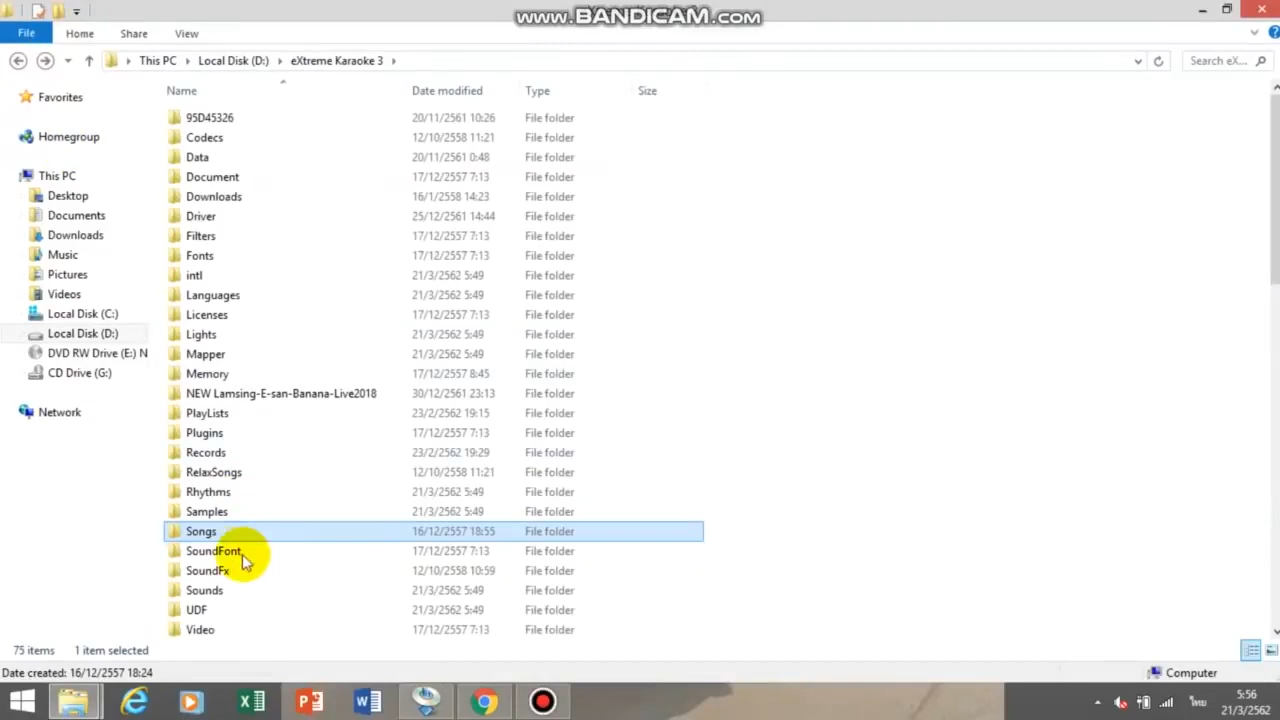 www.BANDICAM.com
File Home Share View
This PC Local Disk (D:) eXtreme Karaoke 3 Search eX...
Name Date modified Type Size
Favorites
Homegroup
This PC
Desktop
Documents
Downloads
Music
Pictures
Videos
Local Disk (C:)
Local Disk (D:)
DVD RW Drive (E:) N
CD Drive (G:)
Network
95D45326 20/11/2561 10:26 File folder
Codecs 12/10/2558 11:21 File folder
Data 20/11/2561 0:48 File folder
Document 17/12/2557 7:13 File folder
Downloads 16/1/2558 14:23 File folder
Driver 25/12/2561 14:44 File folder
Filters 17/12/2557 7:13 File folder
Fonts 17/12/2557 7:13 File folder
intl 21/3/2562 5:49 File folder
Languages 21/3/2562 5:49 File folder
Licenses 17/12/2557 7:13 File folder
Lights 21/3/2562 5:49 File folder
Mapper 21/3/2562 5:49 File folder
Memory 17/12/2557 8:45 File folder
NEW Lamsing-E-san-Banana-Live2018 30/12/2561 23:13 File folder
PlayLists 23/2/2562 19:15 File folder
Plugins 17/12/2557 7:13 File folder
Records 23/2/2562 19:29 File folder
RelaxSongs 12/10/2558 11:21 File folder
Rhythms 21/3/2562 5:49 File folder
Samples 21/3/2562 5:49 File folder
Songs 16/12/2557 18:55 File folder
SoundFont 17/12/2557 7:13 File folder
SoundFx 12/10/2558 10:59 File folder
Sounds 21/3/2562 5:49 File folder
UDF 21/3/2562 5:49 File folder
Video 17/12/2557 7:13 File folder
75 items 1 item selected
Date created: 16/12/2557 18:24 Computer
ไทย 5:56
21/3/2562